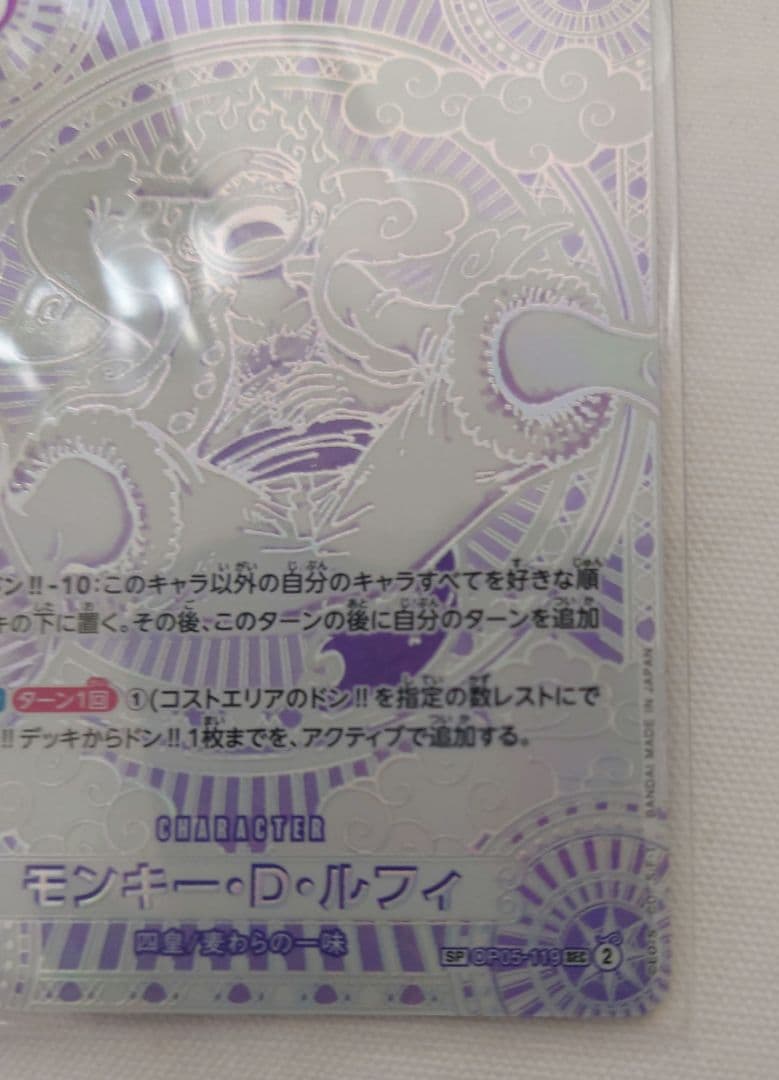 ドン!!-10:このキャラ以外の自分のキャラすべてを好きな順
キの下に置く。その後、このターンの後に自分のターンを追加
ターン1回 ①(コストエリアのドン!!を指定の数レストにで
!!デッキからドン!!1枚までを、アクティブで追加する。
CHARACTER
モンキー・D・ルフィ
四皇/麦わらの一味
SP OP05-119 SEC 2
BANDAI MADE IN JAPAN